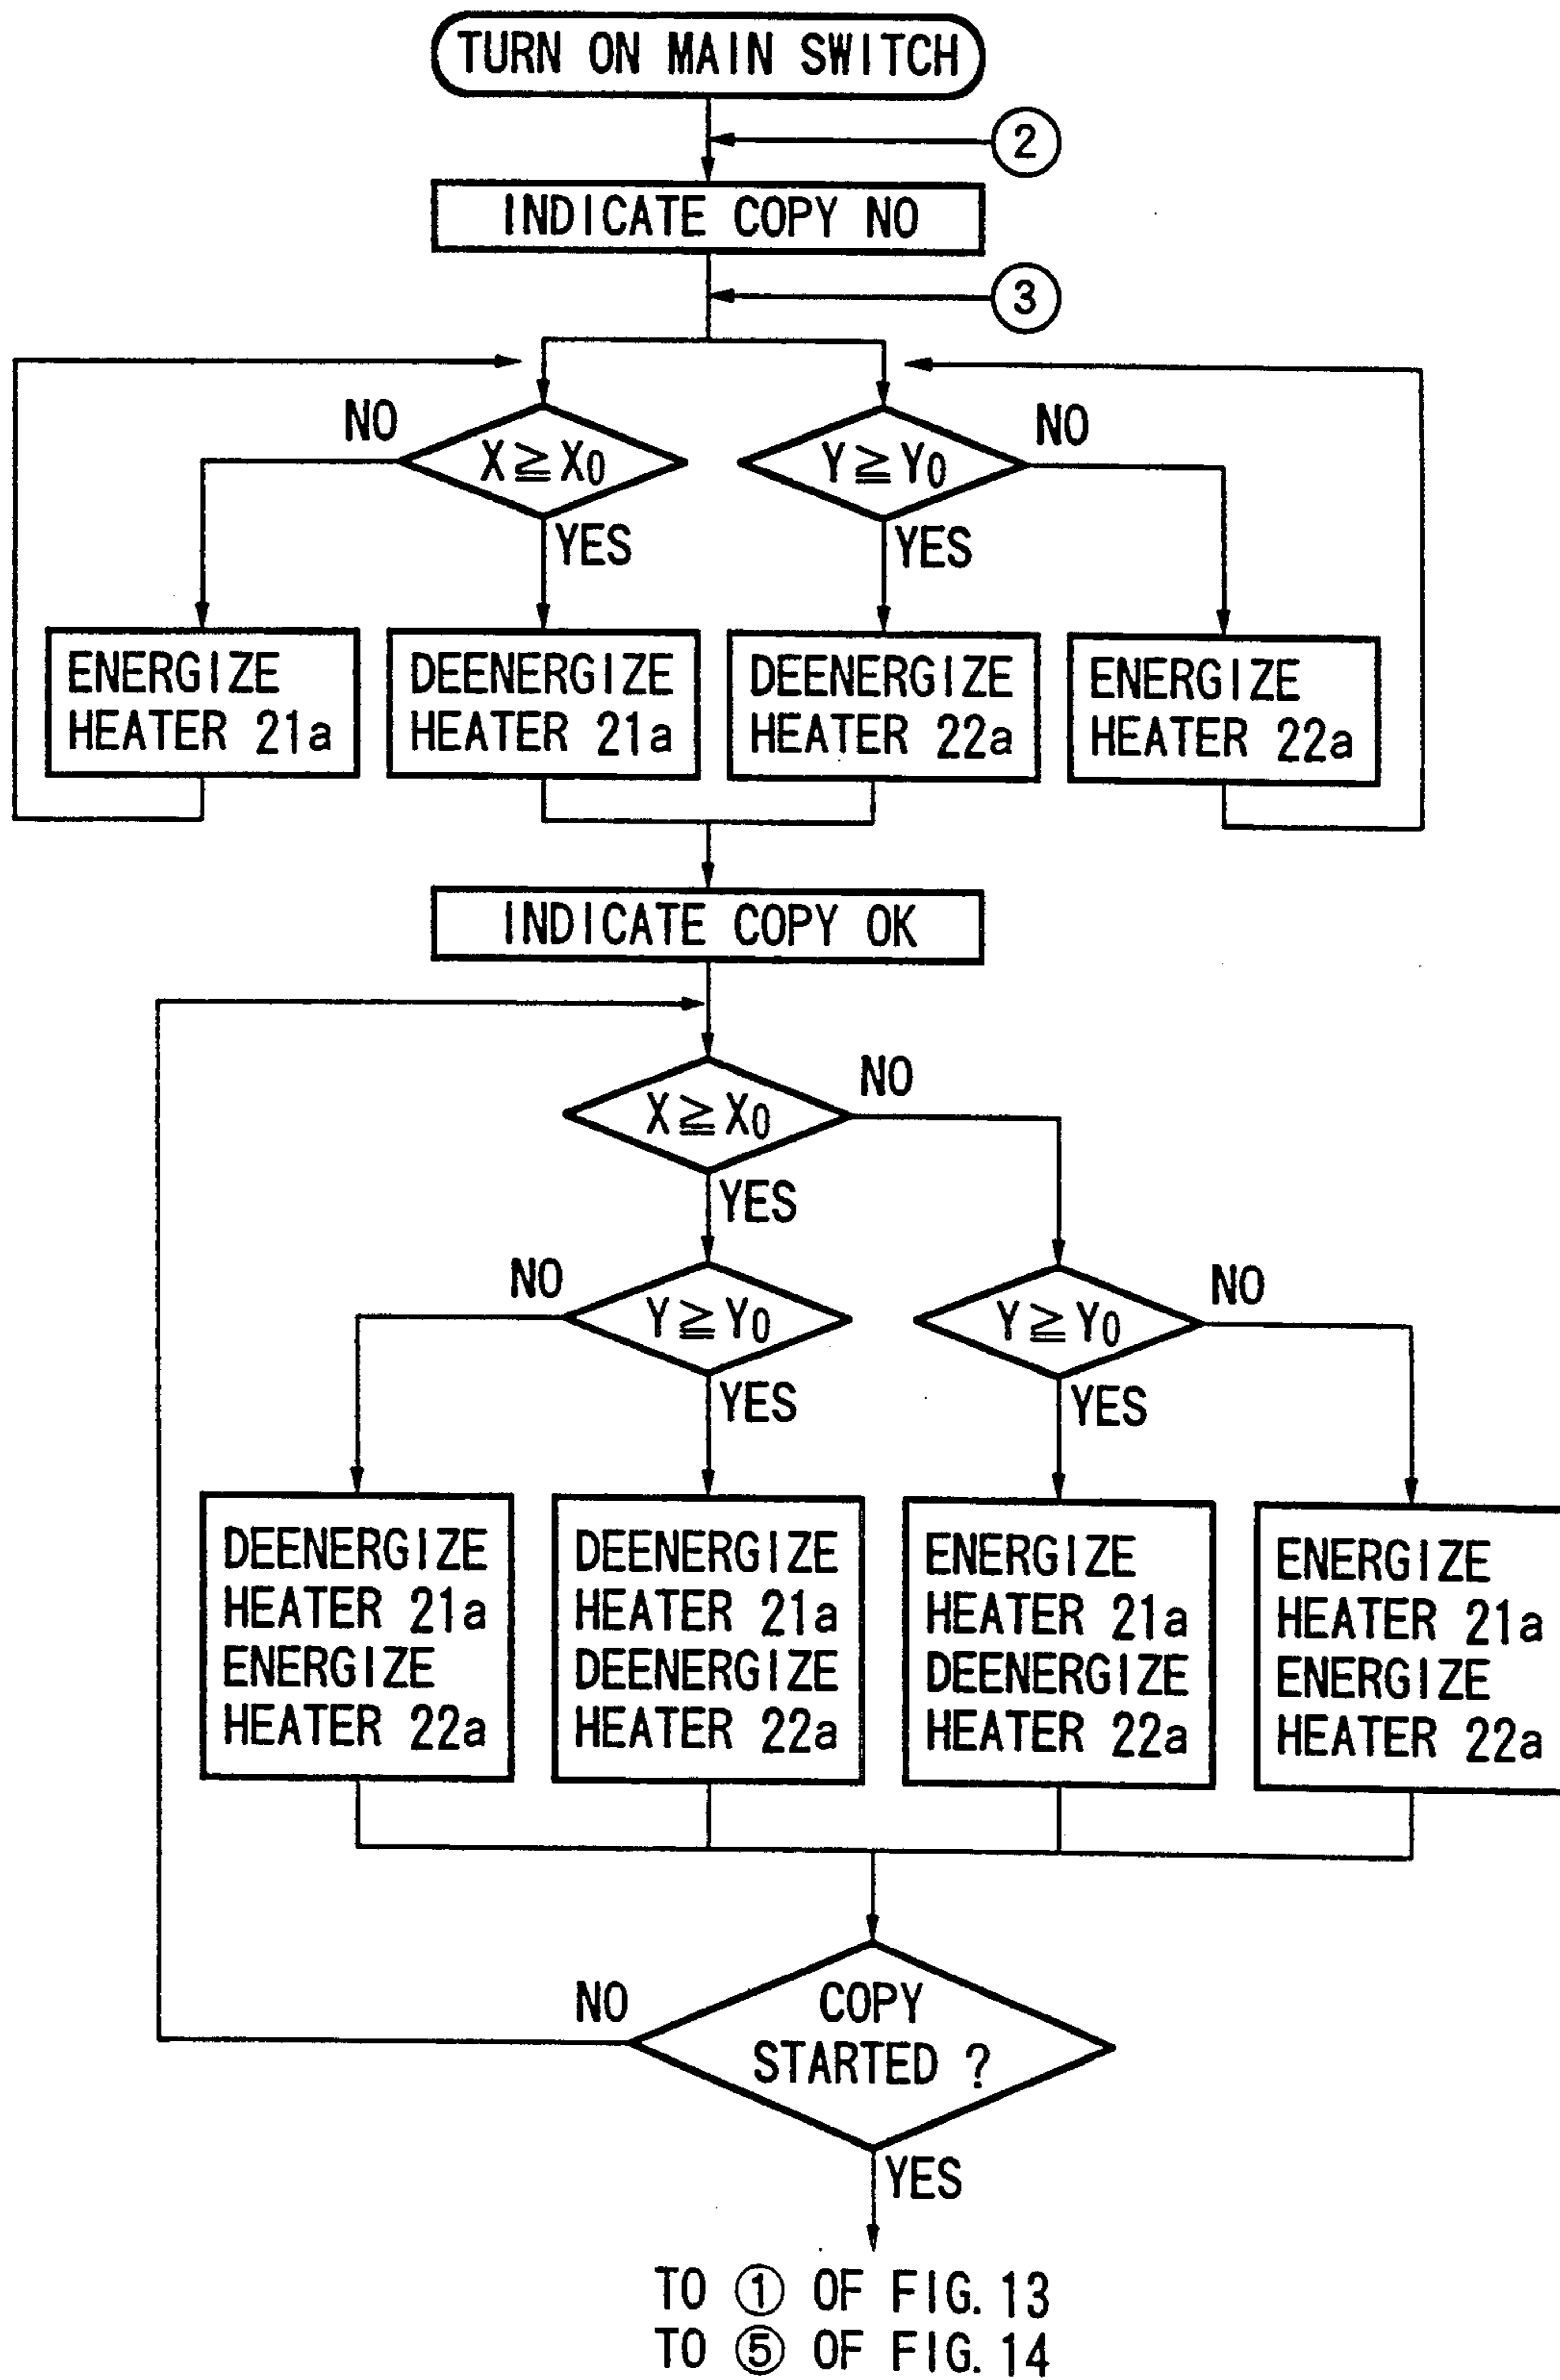 TURN ON MAIN SWITCH
②
INDICATE COPY NO
③
NO
X≧X0
YES
Y≧Y0
NO
YES
ENERGIZE
HEATER 21a
DEENERGIZE
HEATER 21a
DEENERGIZE
HEATER 22a
ENERGIZE
HEATER 22a
INDICATE COPY OK
X≧X0
NO
YES
NO
Y≧Y0
YES
Y≧Y0
NO
YES
DEENERGIZE
HEATER 21a
ENERGIZE
HEATER 22a
DEENERGIZE
HEATER 21a
DEENERGIZE
HEATER 22a
ENERGIZE
HEATER 21a
DEENERGIZE
HEATER 22a
ENERGIZE
HEATER 21a
ENERGIZE
HEATER 22a
NO
COPY
STARTED ?
YES
TO ① OF FIG. 13
TO ⑤ OF FIG. 14